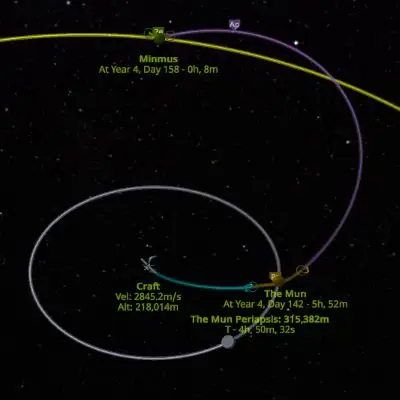 Ap
Minmus
At Year 4, Day 158 - 0h, 8m
Craft
Vel: 2845.2m/s
Alt: 218,014m
The Mun
At Year 4, Day 142 - 5h, 52m
The Mun Periapsis: 315,382m
T - 4h, 50m, 32s